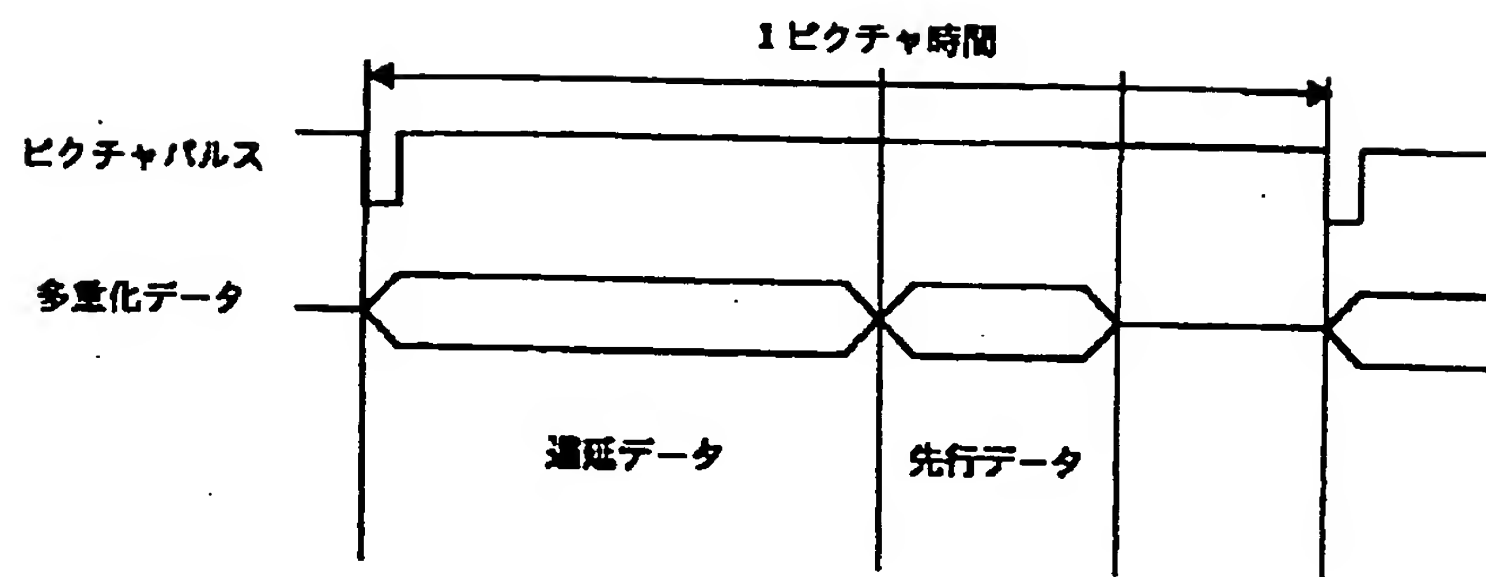 1ピクチャ時間
ピクチャパルス
多重化データ
遅延データ
先行データ